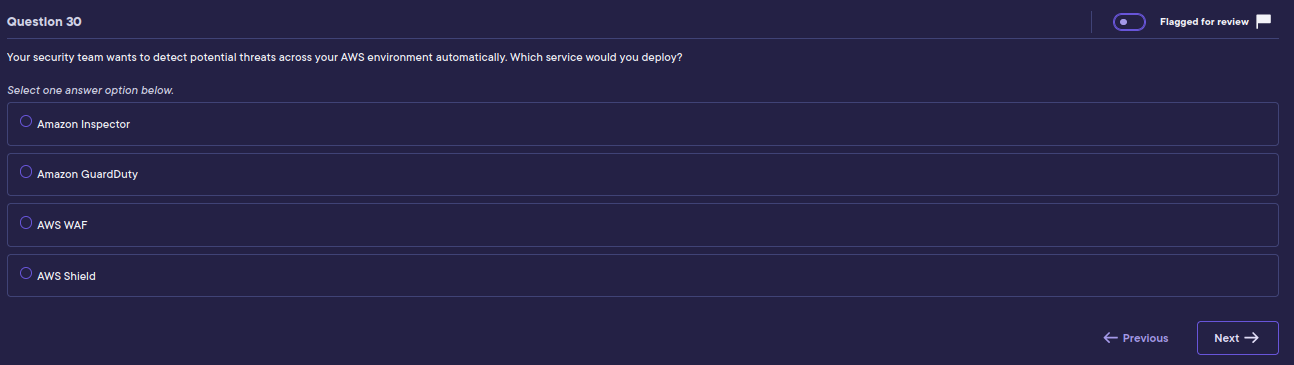 Question 30
Flagged for review
Your security team wants to detect potential threats across your AWS environment automatically. Which service would you deploy?
Select one answer option below.
Amazon Inspector
Amazon GuardDuty
AWS WAF
AWS Shield
Previous
Next